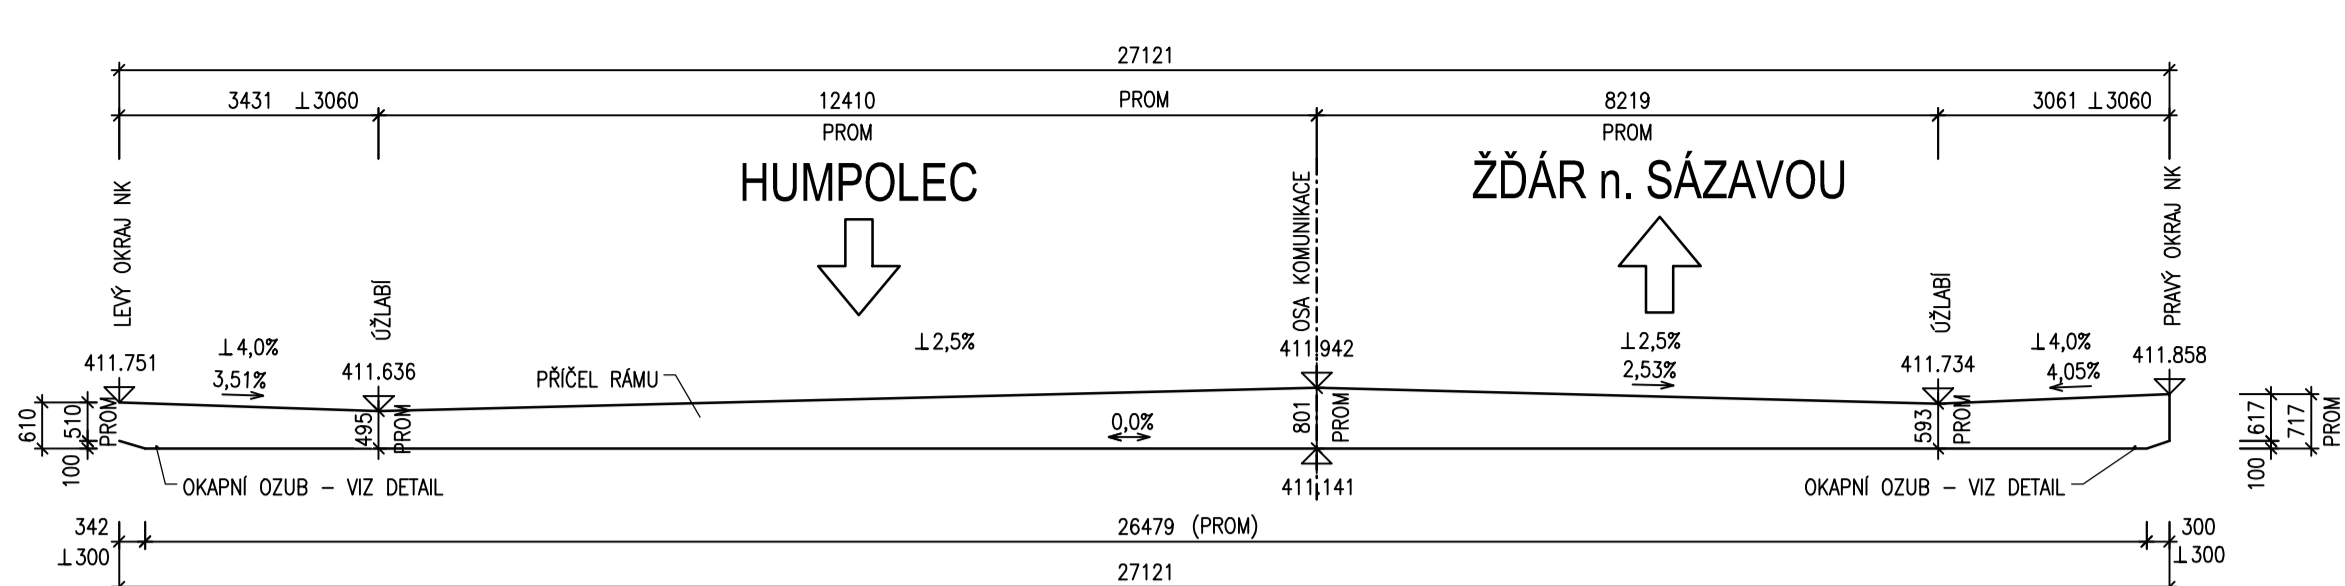 27121
3431 ⊥3060
12410
PROM
8219
3061 ⊥3060
PROM
PROM
HUMPOLEC
ŽĎÁR n. SÁZAVOU
LEVÝ OKRAJ NK
ÚŽLABÍ
OSA KOMUNIKACE
ÚŽLABÍ
PRAVÝ OKRAJ NK
⊥4,0%
⊥2,5%
⊥2,5%
⊥4,0%
411.751
3,51%
411.636
PŘÍČEL RÁMU
411.942
2,53%
411.734
4,05%
411.858
610
510
PROM
100
495
PROM
0,0%
801
PROM
593
PROM
617
717
PROM
100
OKAPNÍ OZUB – VIZ DETAIL
411.141
OKAPNÍ OZUB – VIZ DETAIL
342
⊥300
26479 (PROM)
300
⊥300
27121